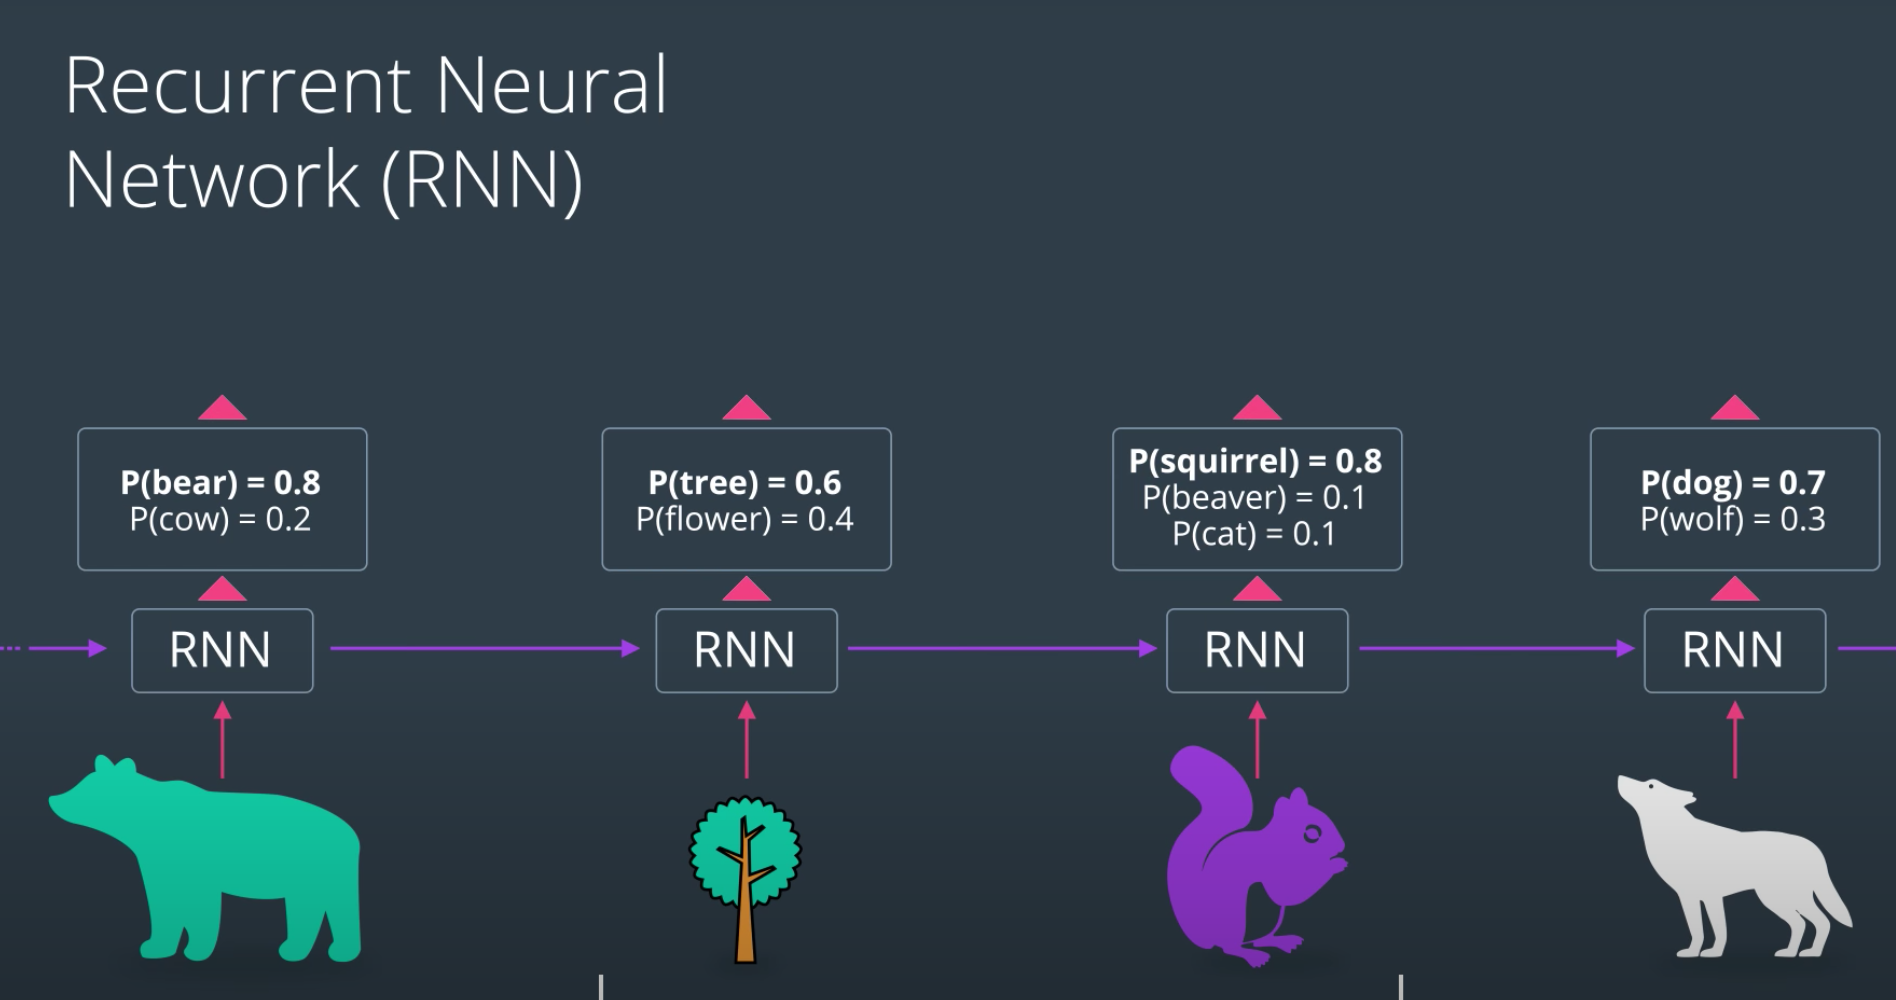 Recurrent Neural
Network (RNN)
P(bear) = 0.8
P(cow) = 0.2
P(tree) = 0.6
P(flower) = 0.4
P(squirrel) = 0.8
P(beaver) = 0.1
P(cat) = 0.1
P(dog) = 0.7
P(wolf) = 0.3
RNN
RNN
RNN
RNN